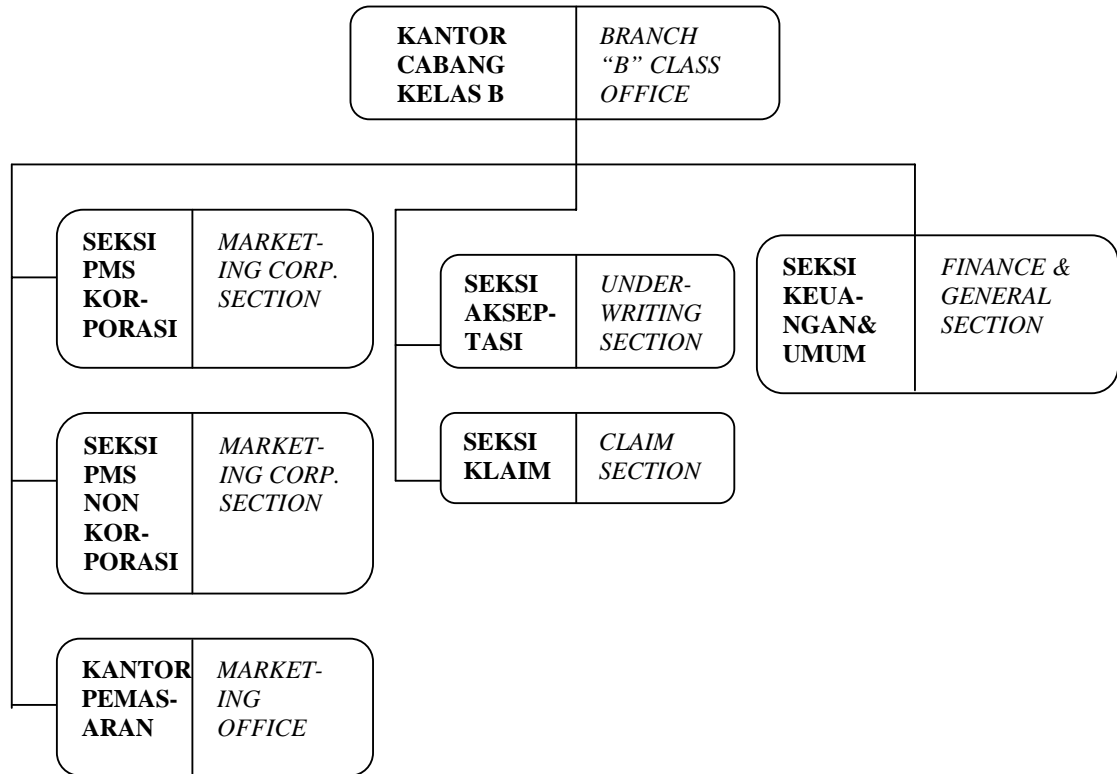 KANTOR
CABANG
KELAS B
BRANCH
“B” CLASS
OFFICE
SEKSI
PMS
KOR-
PORASI
MARKET-
ING CORP.
SECTION
SEKSI
AKSEP-
TASI
UNDER-
WRITING
SECTION
SEKSI
KEUA-
NGAN&
UMUM
FINANCE &
GENERAL
SECTION
SEKSI
PMS
NON
KOR-
PORASI
MARKET-
ING CORP.
SECTION
SEKSI
KLAIM
CLAIM
SECTION
KANTOR
PEMAS-
ARAN
MARKET-
ING
OFFICE